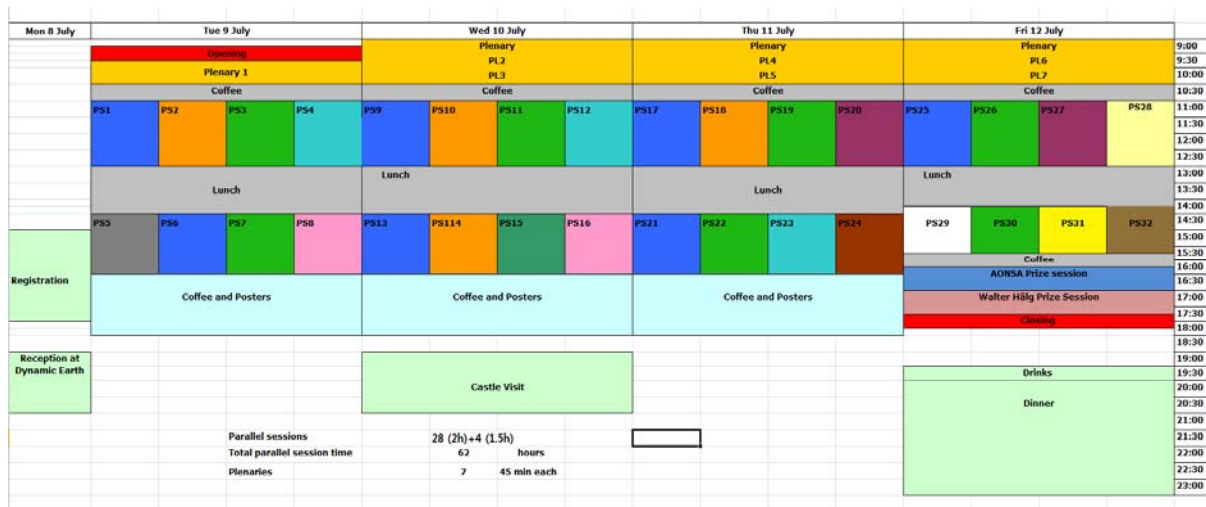 Mon 8 July Tue 9 July Wed 10 July Thu 11 July Fri 12 July
Plenary Plenary Plenary 9:00
Opening PL2 PL4 PL6 9:30
Plenary 1 PL3 PL5 PL7 10:00
Coffee Coffee Coffee Coffee 10:30
PS1 PS2 PS3 PS4 PS9 PS10 PS11 PS12 PS17 PS18 PS19 PS20 PS25 PS26 PS27 PS28 11:00
11:30
12:00
12:30
Lunch Lunch 13:00
Lunch Lunch 13:30
14:00
PS5 PS6 PS7 PS8 PS13 PS114 PS15 PS16 PS21 PS22 PS23 PS24 PS29 PS30 PS31 PS32 14:30
15:00
15:30
Coffee 16:00
Registration AONSA Prize session 16:30
Coffee and Posters Coffee and Posters Coffee and Posters Walter Hälg Prize Session 17:00
17:30
Closing 18:00
18:30
Reception at 19:00
Dynamic Earth Drinks 19:30
Castle Visit 20:00
Dinner 20:30
21:00
Parallel sessions 28 (2h)+4 (1.5h) 21:30
Total parallel session time 62 hours 22:00
Plenaries 7 45 min each 22:30
23:00